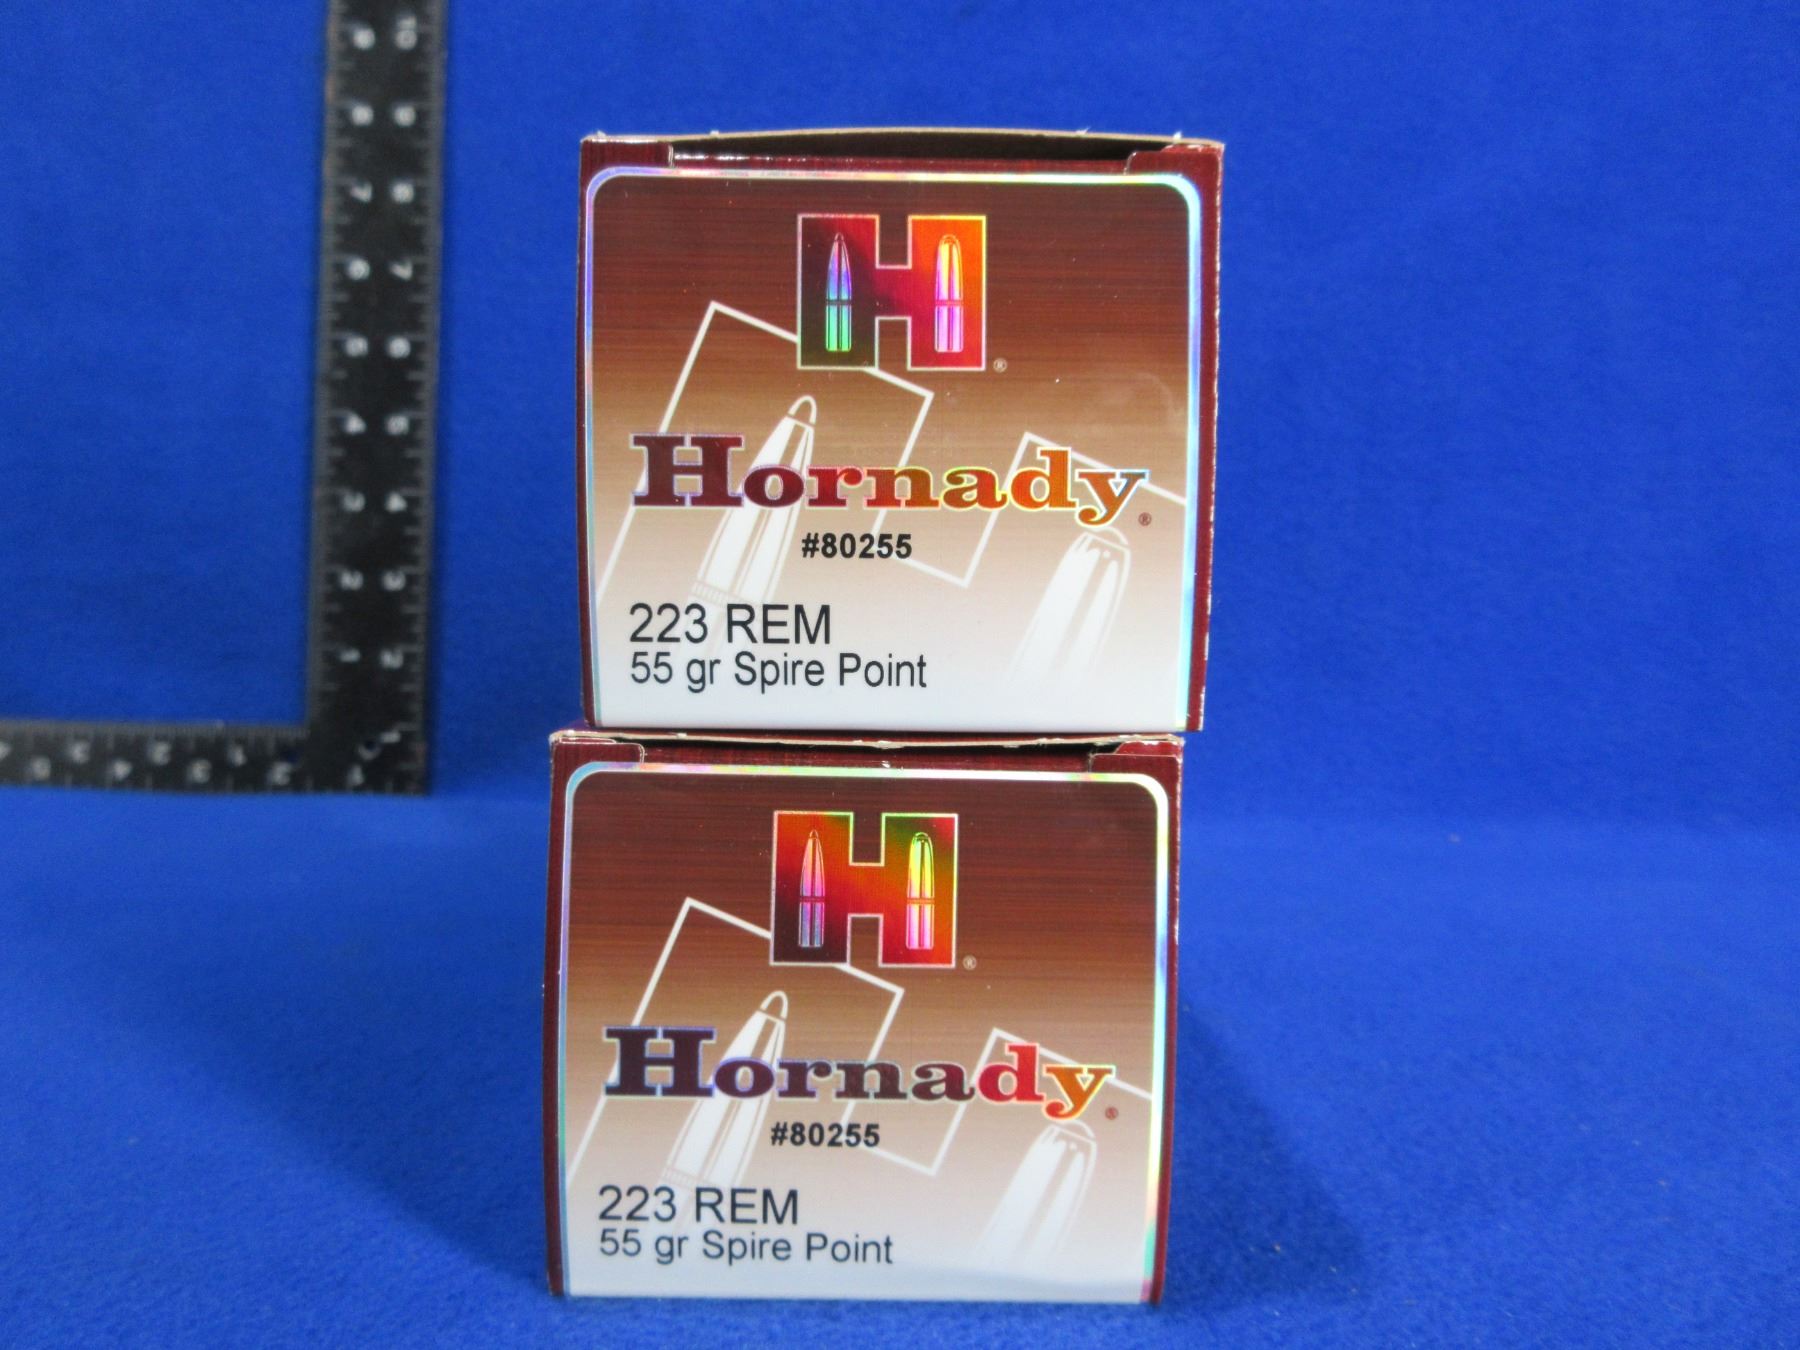 H®
Hornady®
#80255
223 REM
55 gr Spire Point
H®
Hornady®
#80255
223 REM
55 gr Spire Point